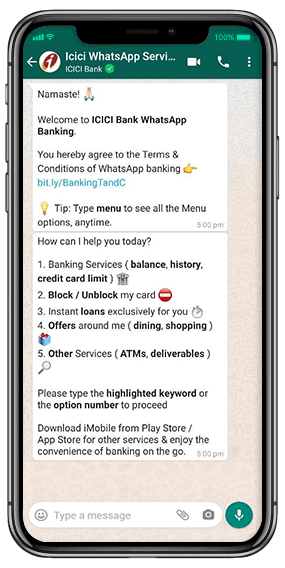 100%
Icici WhatsApp Servi...
ICICI Bank
Namaste! 🙏🏻
Welcome to ICICI Bank WhatsApp
Banking.
You hereby agree to the Terms &
Conditions of WhatsApp banking 👉
bit.ly/BankingTandC
💡 Tip: Type menu to see all the Menu
options, anytime.
5:00 pm
How can I help you today?
1. Banking Services ( balance, history,
credit card limit ) 🏧
2. Block / Unblock my card ⛔
3. Instant loans exclusively for you ⏱
4. Offers around me ( dining, shopping )
🎁
5. Other Services ( ATMs, deliverables )
🔎
Please type the highlighted keyword or
the option number to proceed
Download iMobile from Play Store /
App Store for other services & enjoy the
convenience of banking on the go.
5:00 pm
Type a message